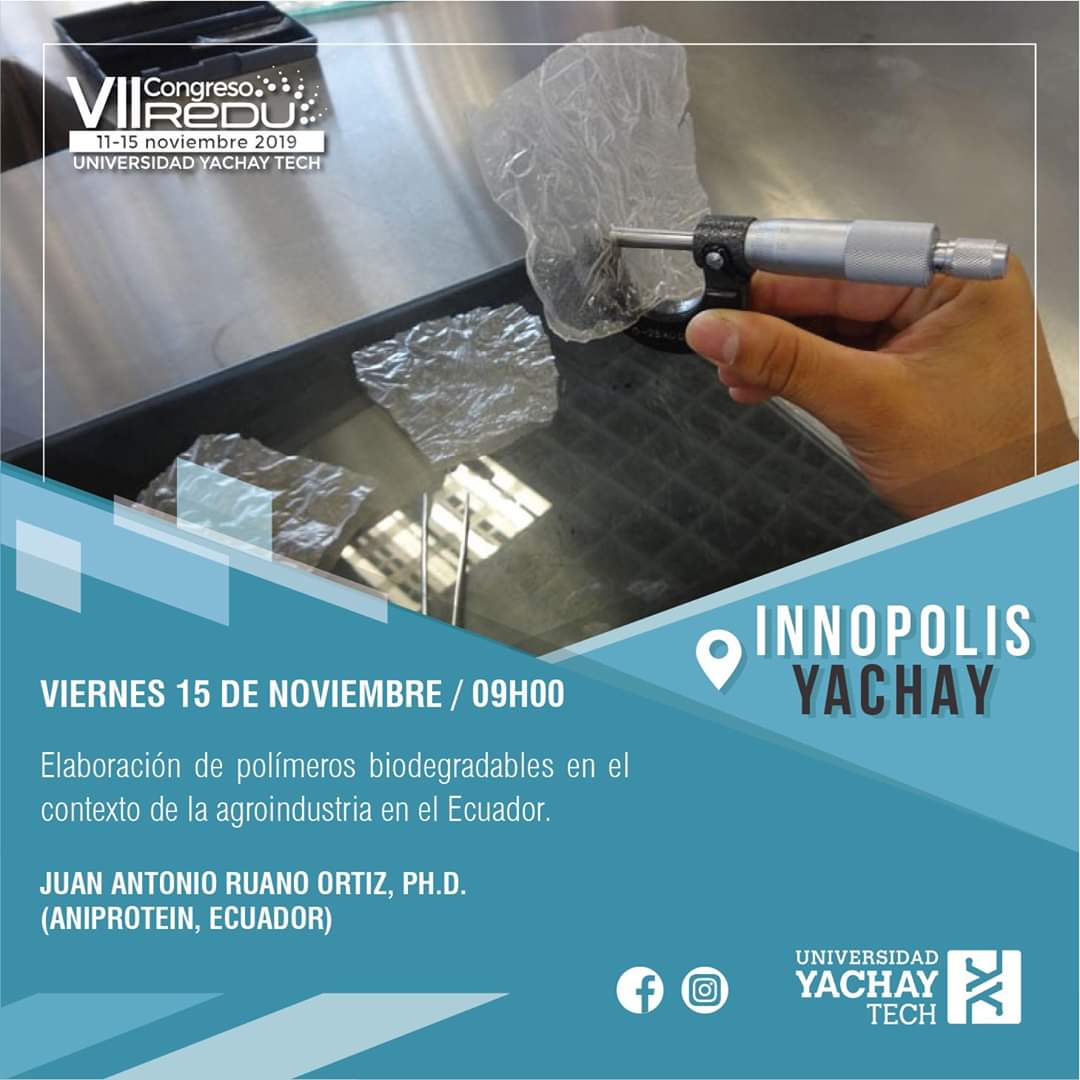 VII Congreso
REDU
11-15 noviembre 2019
UNIVERSIDAD YACHAY TECH
INNOPOLIS
YACHAY
VIERNES 15 DE NOVIEMBRE / 09H00
Elaboración de polímeros biodegradables en el
contexto de la agroindustria en el Ecuador.
JUAN ANTONIO RUANO ORTIZ, PH.D.
(ANIPROTEIN, ECUADOR)
UNIVERSIDAD
YACHAY
TECH